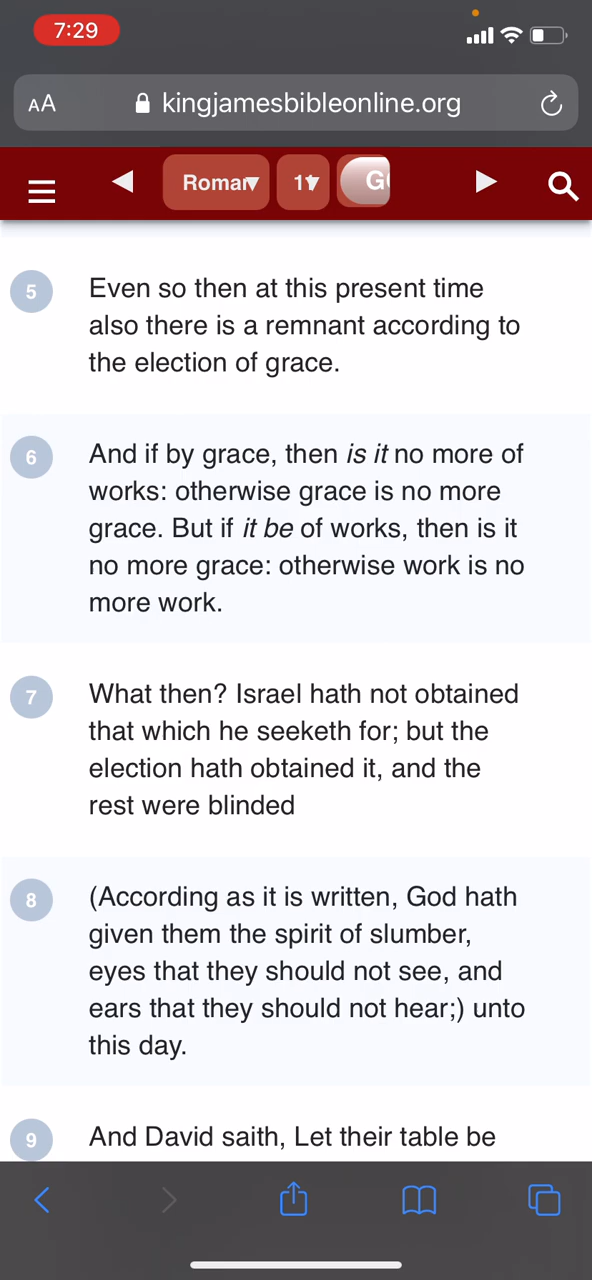 7:29
AA kingjamesbibleonline.org
Roman 11 G
5 Even so then at this present time
also there is a remnant according to
the election of grace.
6 And if by grace, then is it no more of
works: otherwise grace is no more
grace. But if it be of works, then is it
no more grace: otherwise work is no
more work.
7 What then? Israel hath not obtained
that which he seeketh for; but the
election hath obtained it, and the
rest were blinded
8 (According as it is written, God hath
given them the spirit of slumber,
eyes that they should not see, and
ears that they should not hear;) unto
this day.
9 And David saith, Let their table be